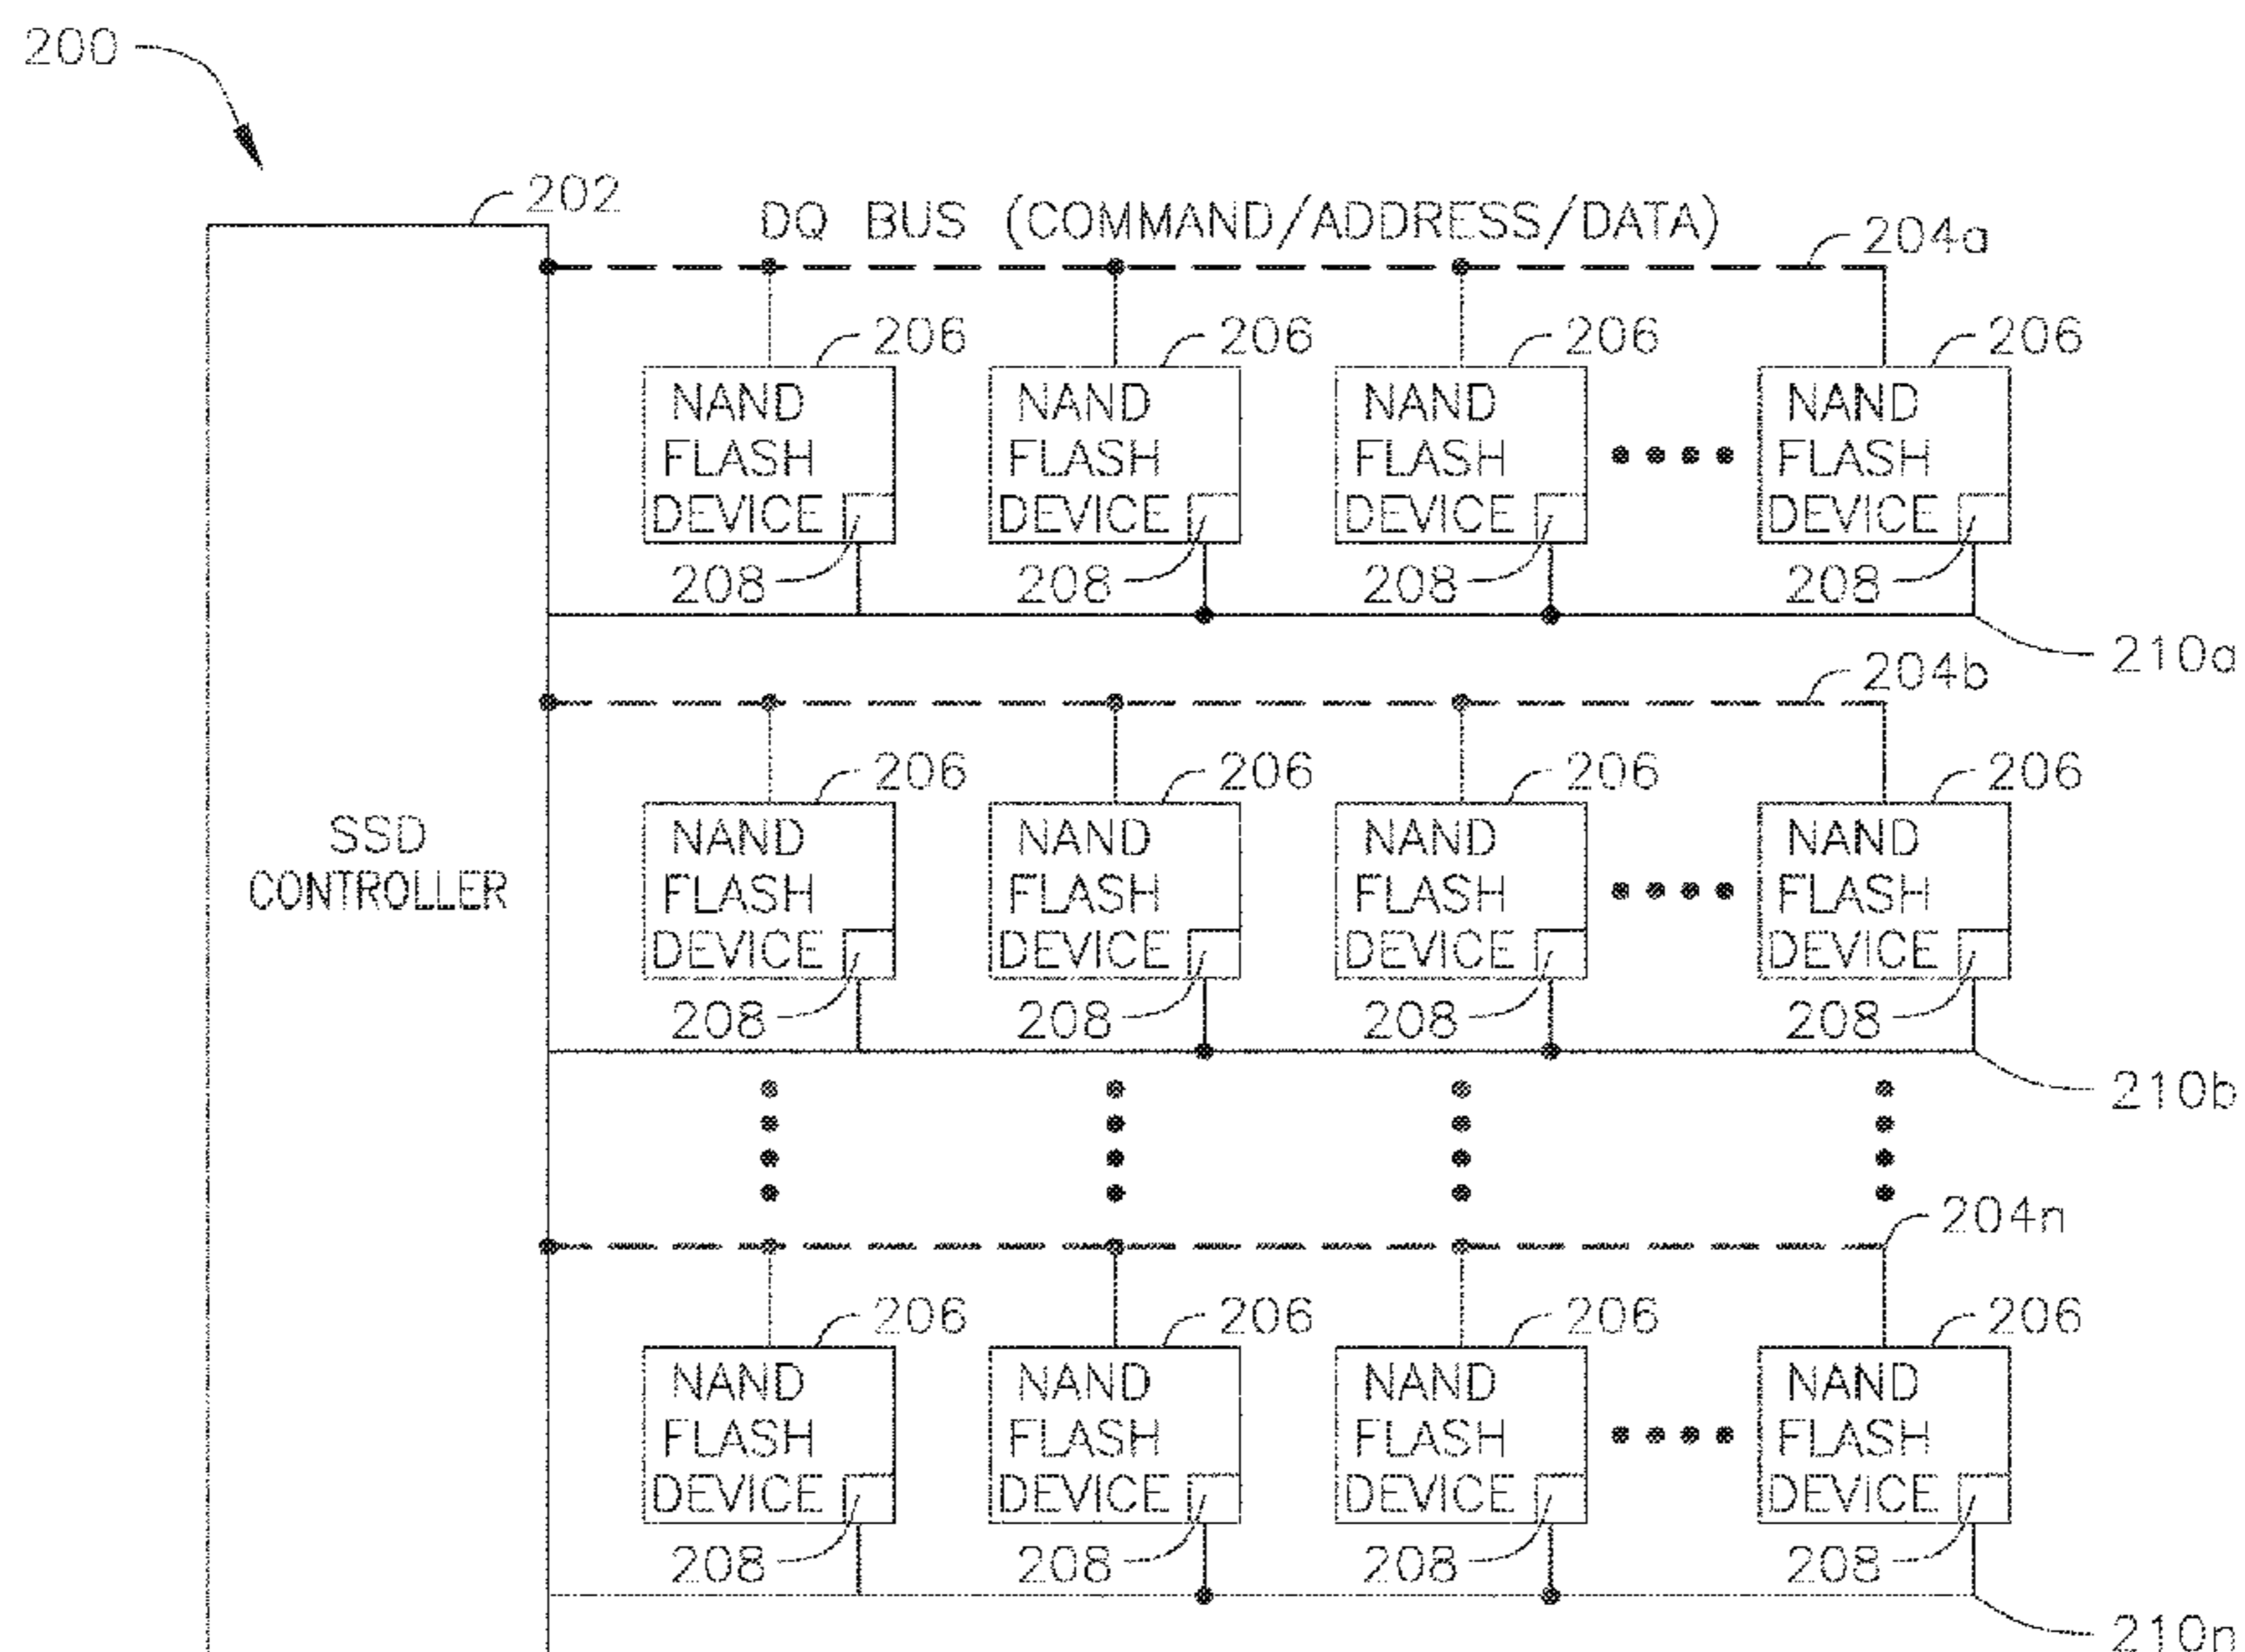 200
202
DQ BUS (COMMAND/ADDRESS/DATA)
204a
206 206 206 206
NAND FLASH DEVICE
NAND FLASH DEVICE
NAND FLASH DEVICE
NAND FLASH DEVICE
208 208 208 208
210a
204b
206 206 206 206
SSD
CONTROLLER
NAND FLASH DEVICE
NAND FLASH DEVICE
NAND FLASH DEVICE
NAND FLASH DEVICE
208 208 208 208
210b
204n
206 206 206 206
NAND FLASH DEVICE
NAND FLASH DEVICE
NAND FLASH DEVICE
NAND FLASH DEVICE
208 208 208 208
210n